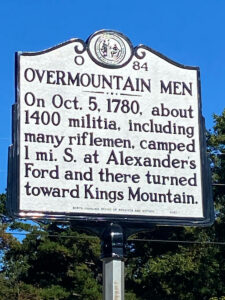 O 84
OVERMOUNTAIN MEN
On Oct. 5, 1780, about
1400 militia, including
many riflemen, camped
1 mi. S. at Alexander's
Ford and there turned
toward Kings Mountain.